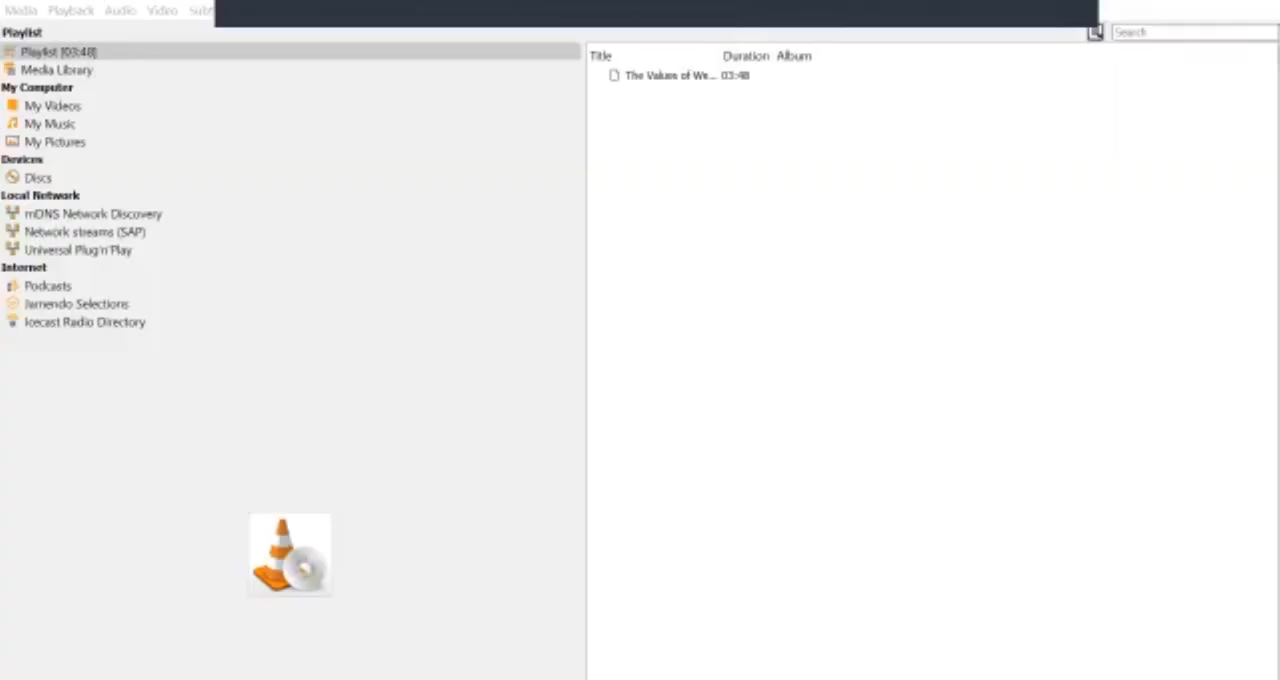 Media Playback Audio Video
Playlist
Search
Playlist [03:48]
Media Library
My Computer
My Videos
My Music
My Pictures
Devices
Discs
Local Network
mDNS Network Discovery
Network streams (SAP)
Universal Plug'n'Play
Internet
Podcasts
Jamendo Selections
Icecast Radio Directory
Title Duration Album
The Values of We... 03:48